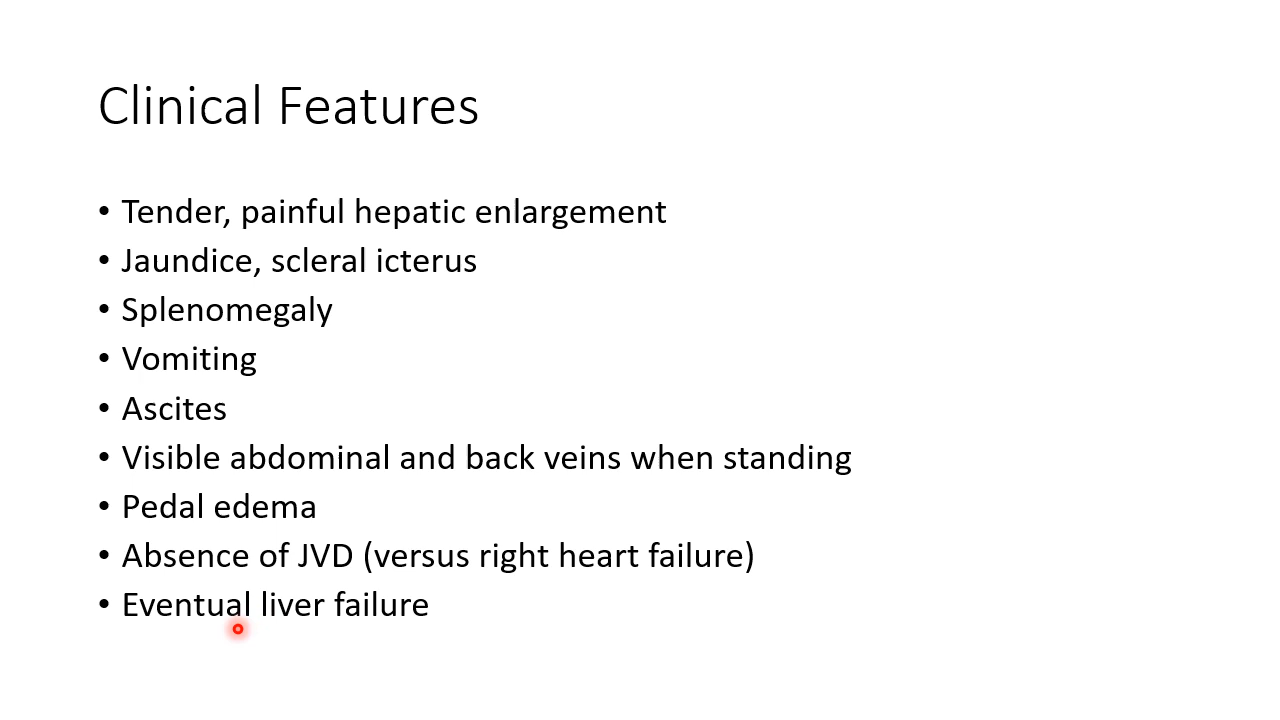 Clinical Features
• Tender, painful hepatic enlargement
• Jaundice, scleral icterus
• Splenomegaly
• Vomiting
• Ascites
• Visible abdominal and back veins when standing
• Pedal edema
• Absence of JVD (versus right heart failure)
• Eventual liver failure